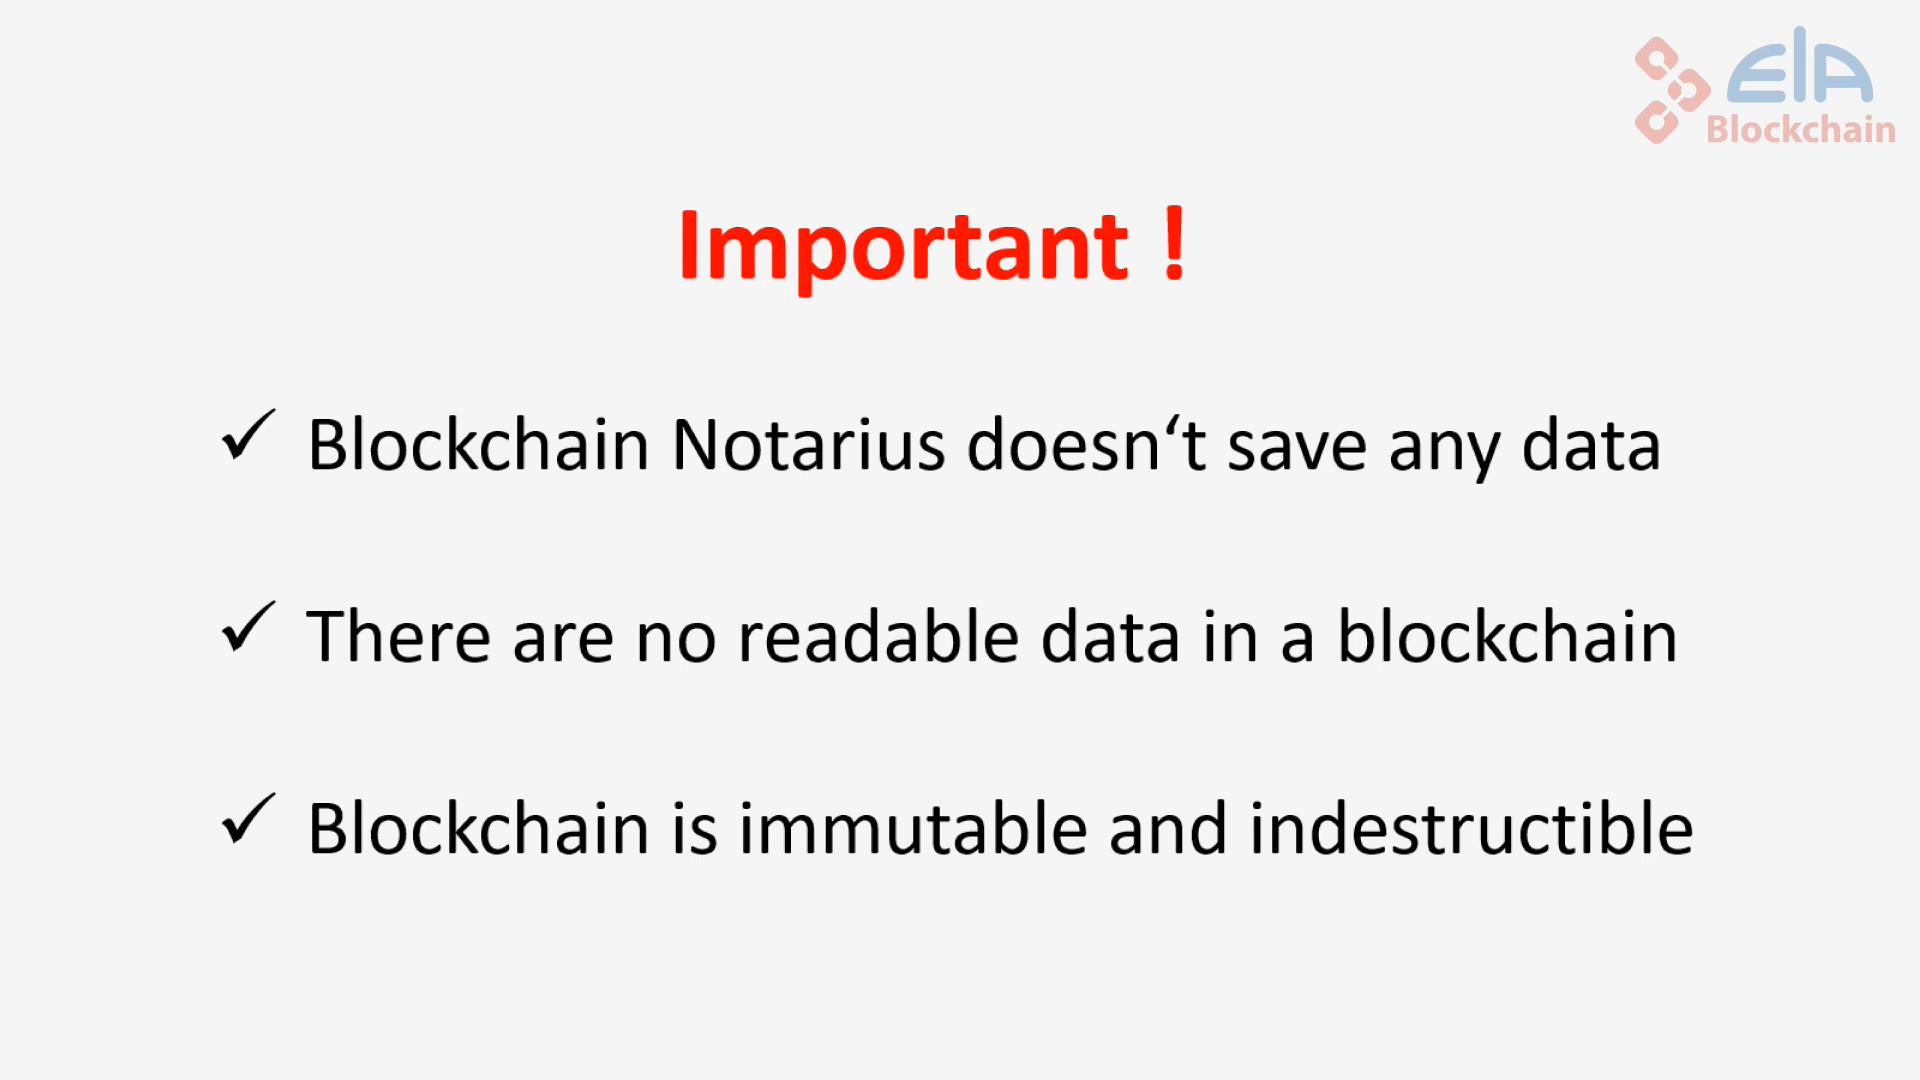 EIA
Blockchain
Important !
✓ Blockchain Notarius doesn‘t save any data
✓ There are no readable data in a blockchain
✓ Blockchain is immutable and indestructible